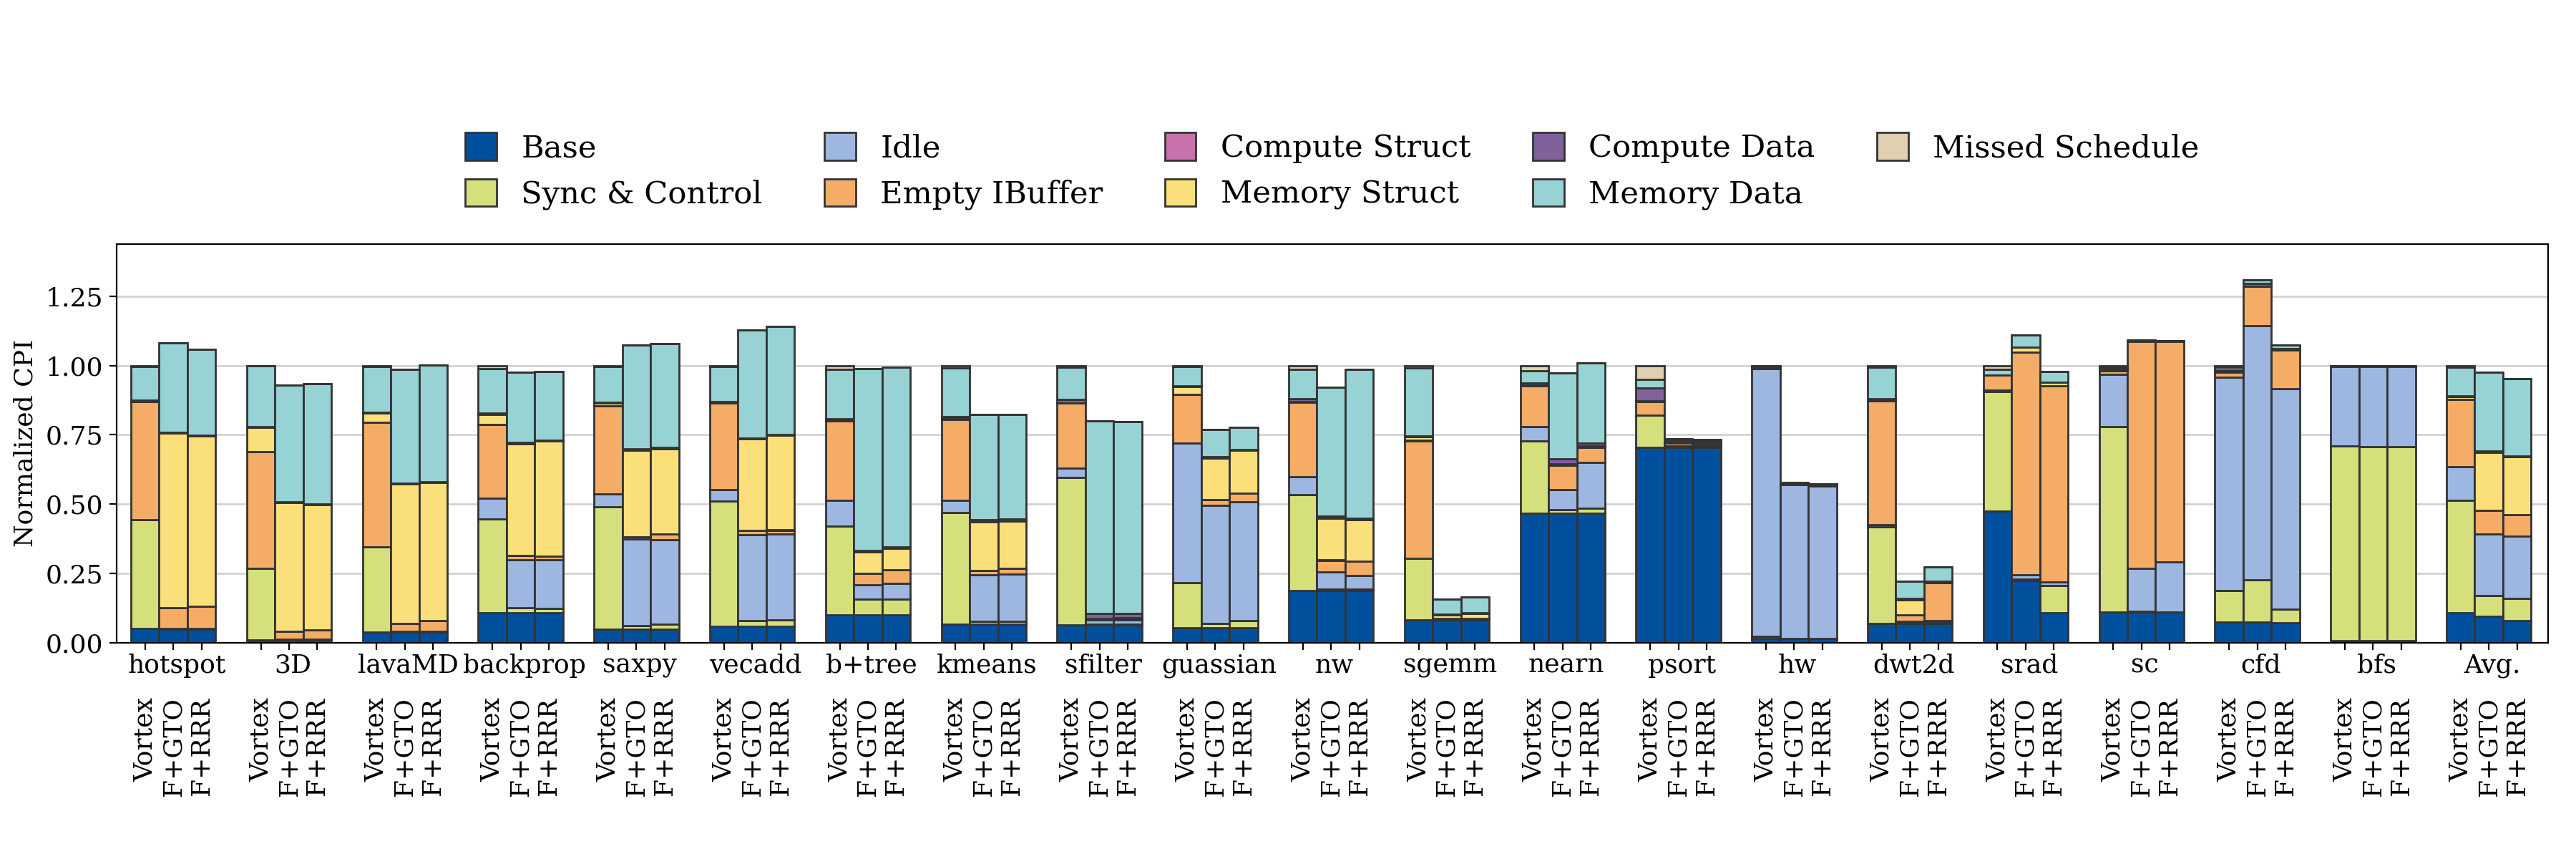 Base Idle Compute Struct Compute Data Missed Schedule
Sync & Control Empty IBuffer Memory Struct Memory Data
Normalized CPI
1.25
1.00
0.75
0.50
0.25
0.00
hotspot 3D lavaMD backprop saxpy vecadd b+tree kmeans sfilter guassian nw sgemm nearn psort hw dwt2d srad sc cfd bfs Avg.
Vortex F+GTO F+RRR Vortex F+GTO F+RRR Vortex F+GTO F+RRR Vortex F+GTO F+RRR Vortex F+GTO F+RRR Vortex F+GTO F+RRR Vortex F+GTO F+RRR Vortex F+GTO F+RRR Vortex F+GTO F+RRR Vortex F+GTO F+RRR Vortex F+GTO F+RRR Vortex F+GTO F+RRR Vortex F+GTO F+RRR Vortex F+GTO F+RRR Vortex F+GTO F+RRR Vortex F+GTO F+RRR Vortex F+GTO F+RRR Vortex F+GTO F+RRR Vortex F+GTO F+RRR Vortex F+GTO F+RRR Vortex F+GTO F+RRR